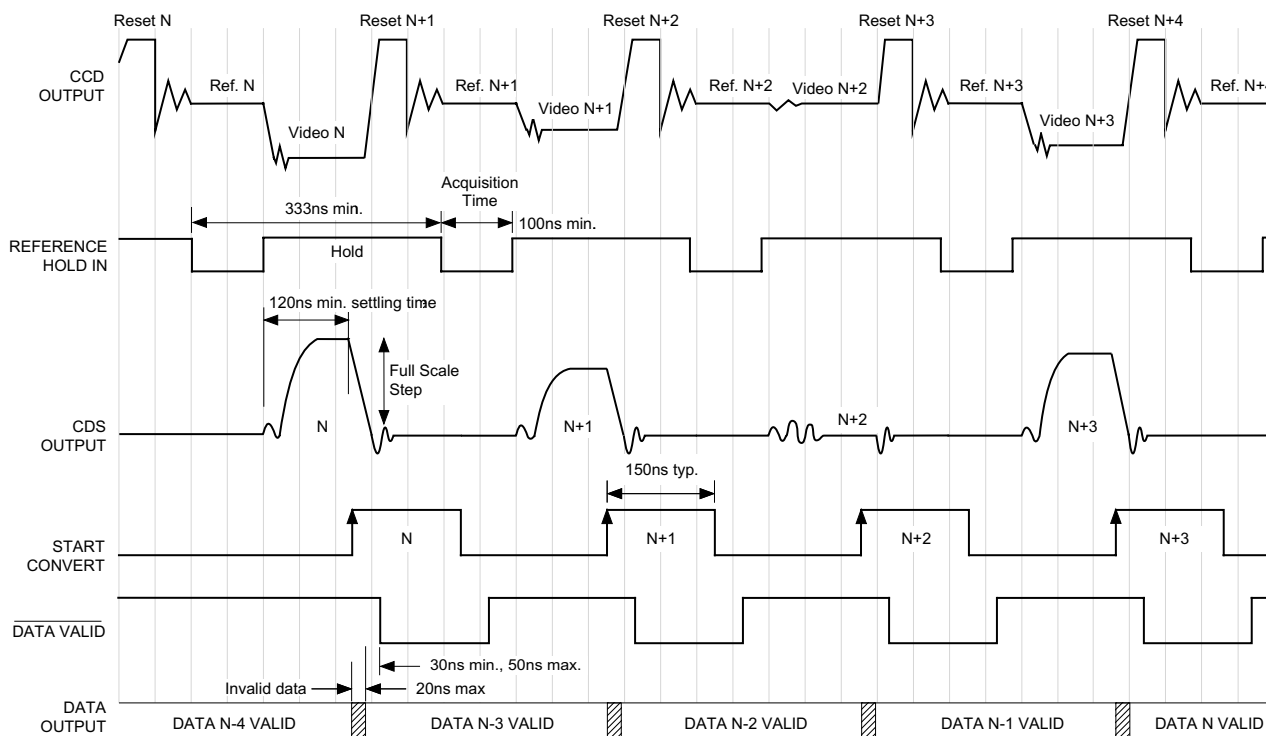 Reset N Reset N+1 Reset N+2 Reset N+3 Reset N+4
CCD
OUTPUT
Ref. N Ref. N+1 Ref. N+2 Video N+2 Ref. N+3 Ref. N+4
Video N Video N+1 Video N+3
Acquisition
Time
333ns min.
100ns min.
REFERENCE
HOLD IN
Hold
120ns min. settling time
Full Scale
Step
CDS
OUTPUT
N N+1 N+2 N+3
150ns typ.
START
CONVERT
N N+1 N+2 N+3
DATA VALID
30ns min., 50ns max.
Invalid data 20ns max
DATA
OUTPUT
DATA N-4 VALID DATA N-3 VALID DATA N-2 VALID DATA N-1 VALID DATA N VALID